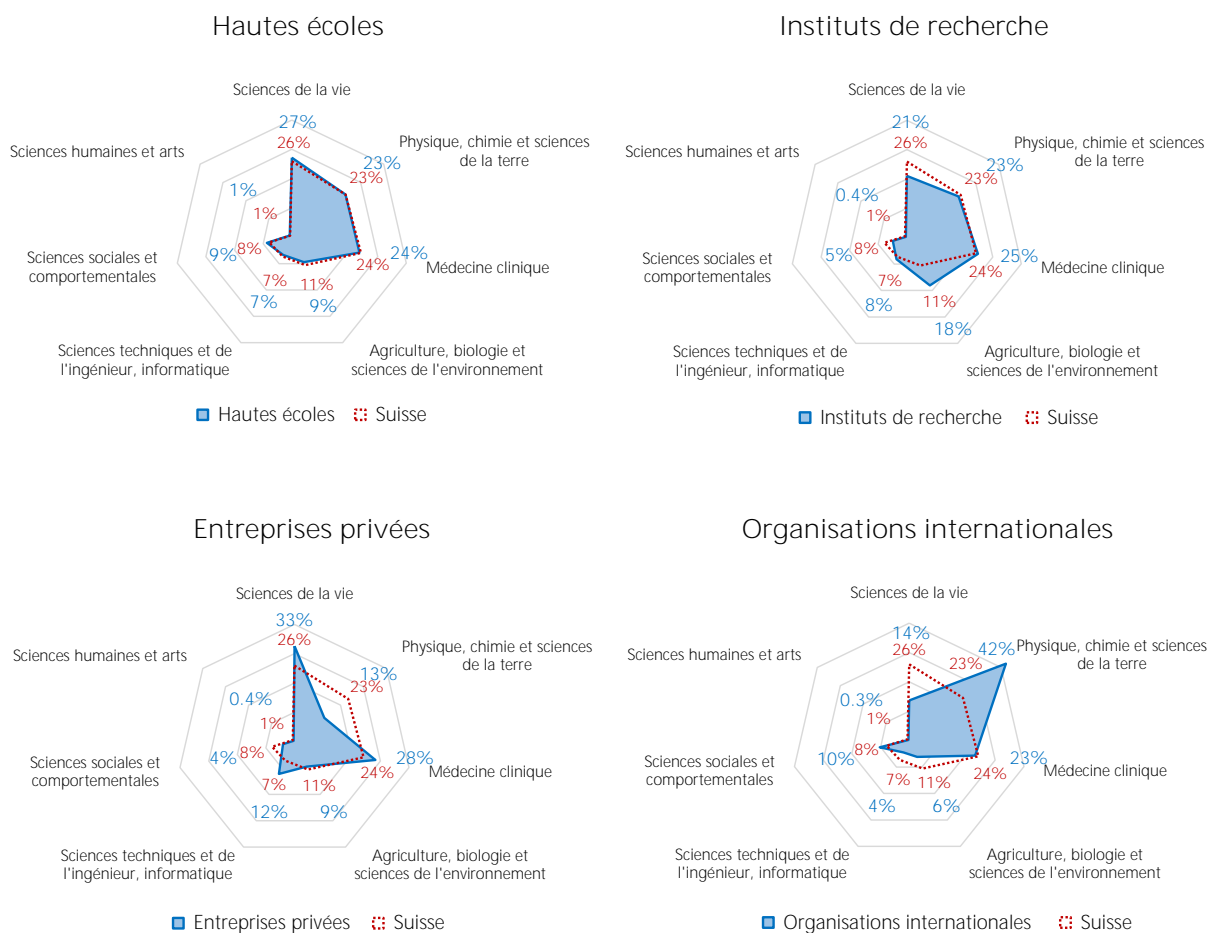 Hautes écoles
Sciences de la vie
27%
26%
Physique, chimie et sciences
de la terre
23%
23%
Sciences humaines et arts
1%
1%
Sciences sociales et
comportementales
9%
8%
24%
24%
Médecine clinique
7%
11%
7%
9%
Sciences techniques et de
l'ingénieur, informatique
Agriculture, biologie et
sciences de l'environnement
Hautes écoles
Suisse
Instituts de recherche
Sciences de la vie
21%
26%
Physique, chimie et sciences
de la terre
23%
23%
Sciences humaines et arts
0.4%
1%
Sciences sociales et
comportementales
5%
8%
25%
24%
Médecine clinique
7%
11%
8%
18%
Sciences techniques et de
l'ingénieur, informatique
Agriculture, biologie et
sciences de l'environnement
Instituts de recherche
Suisse
Entreprises privées
Sciences de la vie
33%
26%
Physique, chimie et sciences
de la terre
13%
23%
Sciences humaines et arts
0.4%
1%
Sciences sociales et
comportementales
4%
8%
28%
24%
Médecine clinique
7%
11%
12%
9%
Sciences techniques et de
l'ingénieur, informatique
Agriculture, biologie et
sciences de l'environnement
Entreprises privées
Suisse
Organisations internationales
Sciences de la vie
14%
26%
42%
Physique, chimie et sciences
de la terre
23%
Sciences humaines et arts
0.3%
1%
Sciences sociales et
comportementales
10%
8%
23%
24%
Médecine clinique
7%
11%
4%
6%
Sciences techniques et de
l'ingénieur, informatique
Agriculture, biologie et
sciences de l'environnement
Organisations internationales
Suisse